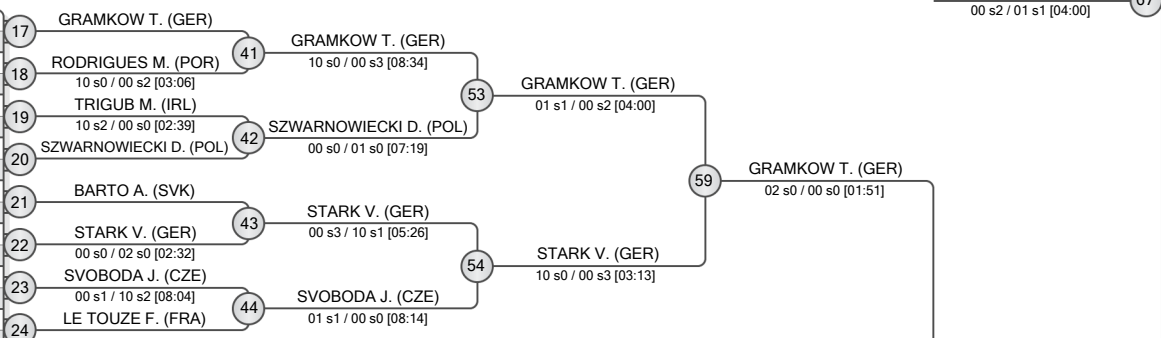 00 s2 / 01 s1 [04:00]
67
17
GRAMKOW T. (GER)
41
GRAMKOW T. (GER)
10 s0 / 00 s3 [08:34]
18
RODRIGUES M. (POR)
10 s0 / 00 s2 [03:06]
53
GRAMKOW T. (GER)
01 s1 / 00 s2 [04:00]
19
TRIGUB M. (IRL)
10 s2 / 00 s0 [02:39]
42
SZWARNOWIECKI D. (POL)
00 s0 / 01 s0 [07:19]
20
SZWARNOWIECKI D. (POL)
59
GRAMKOW T. (GER)
02 s0 / 00 s0 [01:51]
21
BARTO A. (SVK)
43
STARK V. (GER)
00 s3 / 10 s1 [05:26]
22
STARK V. (GER)
00 s0 / 02 s0 [02:32]
54
STARK V. (GER)
10 s0 / 00 s3 [03:13]
23
SVOBODA J. (CZE)
00 s1 / 10 s2 [08:04]
44
SVOBODA J. (CZE)
01 s1 / 00 s0 [08:14]
24
LE TOUZE F. (FRA)